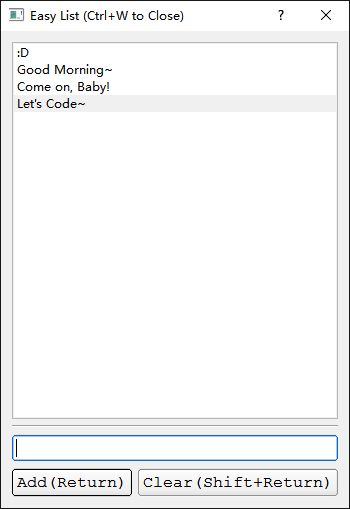 Easy List (Ctrl+W to Close)
?
:D
Good Morning~
Come on, Baby!
Let's Code~
Add(Return)
Clear(Shift+Return)